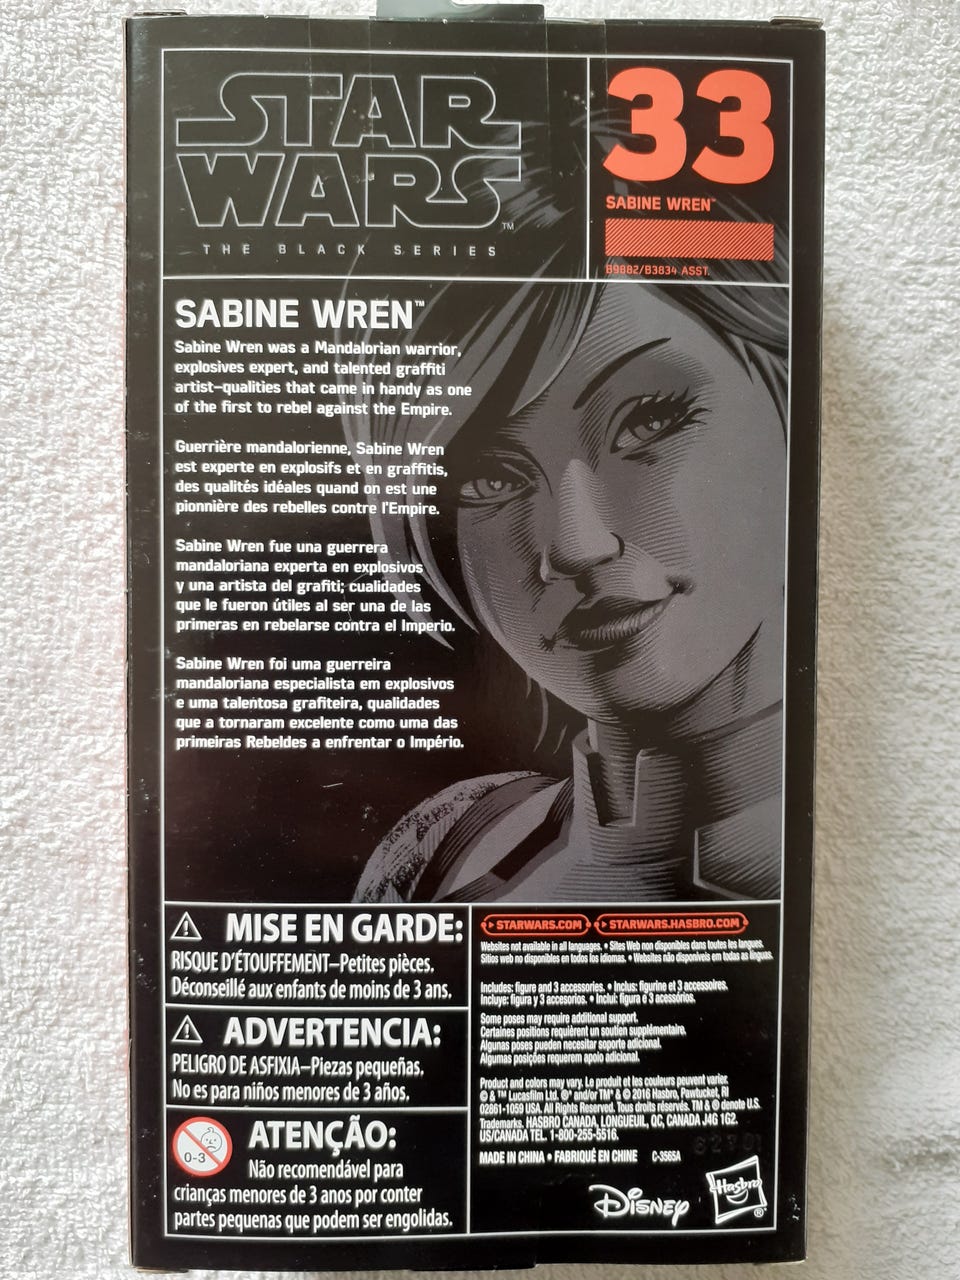 STAR
WARS™
THE BLACK SERIES
33
SABINE WREN™
B9882/B3834 ASST.
SABINE WREN™
Sabine Wren was a Mandalorian warrior,
explosives expert, and talented graffiti
artist–qualities that came in handy as one
of the first to rebel against the Empire.
Guerrière mandalorienne, Sabine Wren
est experte en explosifs et en graffitis,
des qualités idéales quand on est une
pionnière des rebelles contre l'Empire.
Sabine Wren fue una guerrera
mandaloriana experta en explosivos
y una artista del grafiti; cualidades
que le fueron útiles al ser una de las
primeras en rebelarse contra el Imperio.
Sabine Wren foi uma guerreira
mandaloriana especialista em explosivos
e uma talentosa grafiteira, qualidades
que a tornaram excelente como uma das
primeiras Rebeldes a enfrentar o Império.
MISE EN GARDE:
RISQUE D'ÉTOUFFEMENT–Petites pièces.
Déconseillé aux enfants de moins de 3 ans.
ADVERTENCIA:
PELIGRO DE ASFIXIA–Piezas pequeñas.
No es para niños menores de 3 años.
0-3
ATENÇÃO:
Não recomendável para
crianças menores de 3 anos por conter
partes pequenas que podem ser engolidas.
STARWARS.COM STARWARS.HASBRO.COM
Websites not available in all languages. • Sites Web non disponibles dans toutes les langues.
Sitios web no disponibles en todos los idiomas. • Websites não disponíveis em todas as línguas.
Includes: figure and 3 accessories. • Inclus: figurine et 3 accessoires.
Incluye: figura y 3 accesorios. • Inclui: figura e 3 acessórios.
Some poses may require additional support.
Certaines positions requièrent un soutien supplémentaire.
Algunas poses pueden necesitar soporte adicional.
Algumas posições requerem apoio adicional.
Product and colors may vary. Le produit et les couleurs peuvent varier.
© & ™ Lucasfilm Ltd. ®* and/or TM* & © 2016 Hasbro, Pawtucket, RI
02861-1059 USA. All Rights Reserved. Tous droits réservés. TM & ® denote U.S.
Trademarks. HASBRO CANADA, LONGUEUIL, QC, CANADA J4G 1G2.
US/CANADA TEL. 1-800-255-5516.
MADE IN CHINA • FABRIQUÉ EN CHINE C-3565A
Disney
Hasbro®